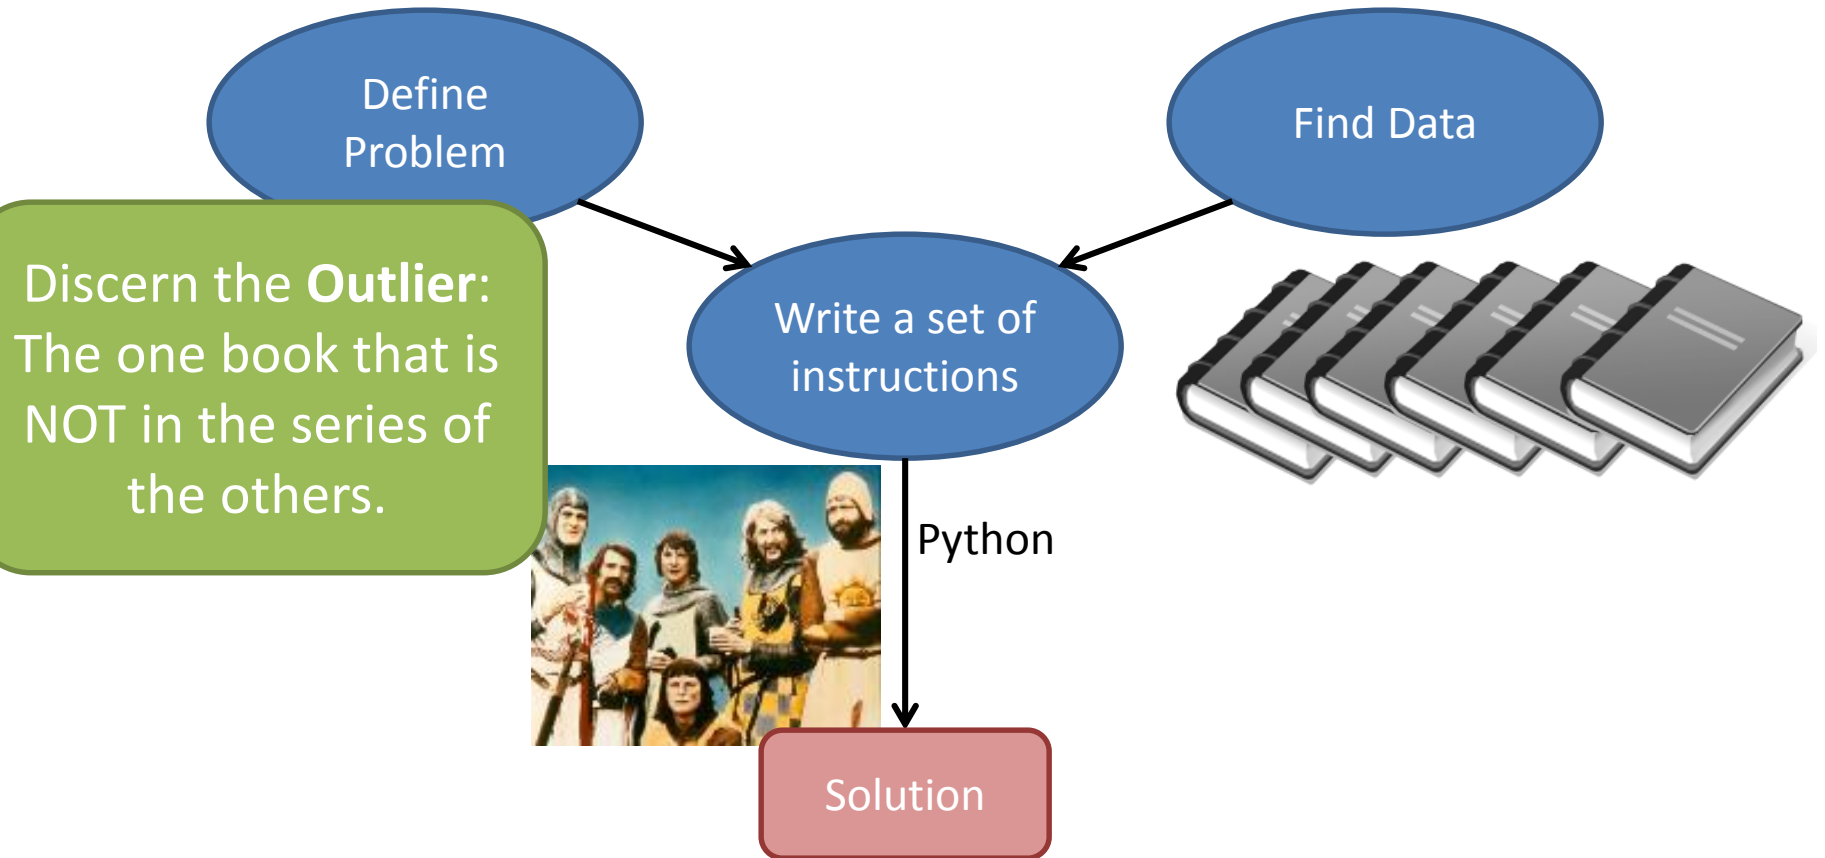 Define
Problem
Find Data
Discern the Outlier:
The one book that is
NOT in the series of
the others.
Write a set of
instructions
Python
Solution